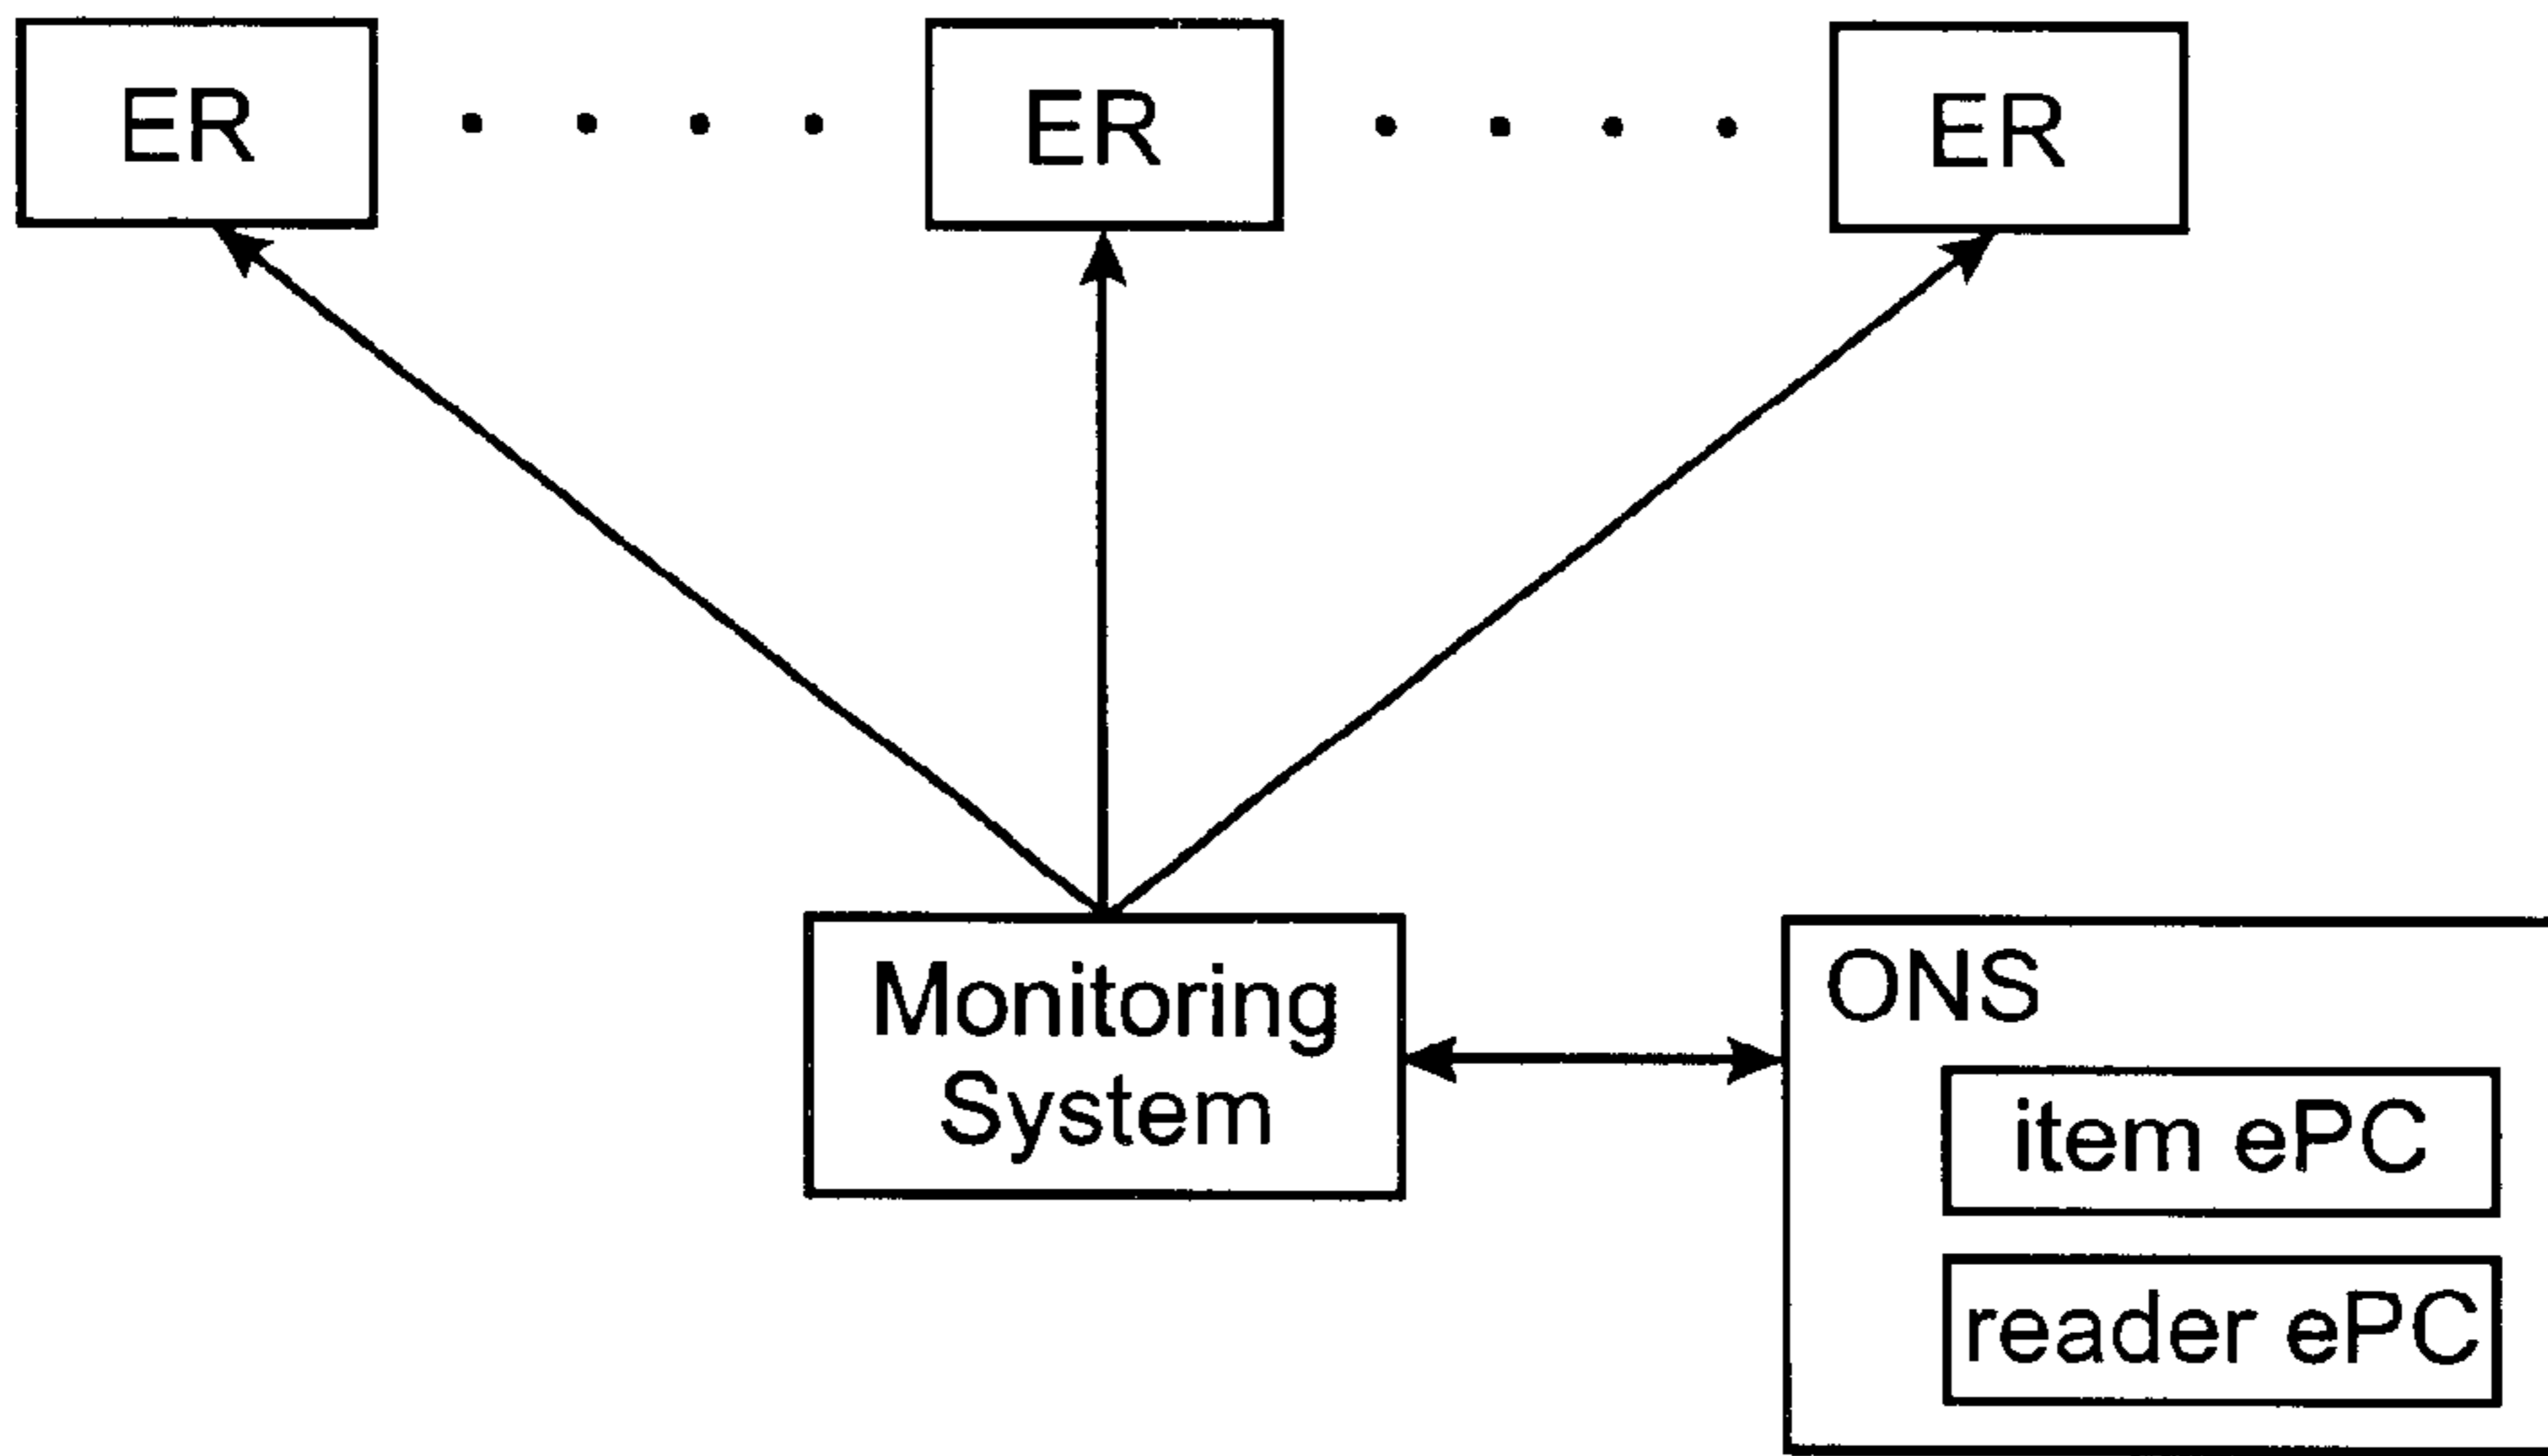 ER
ER
ER
Monitoring
System
ONS
item ePC
reader ePC